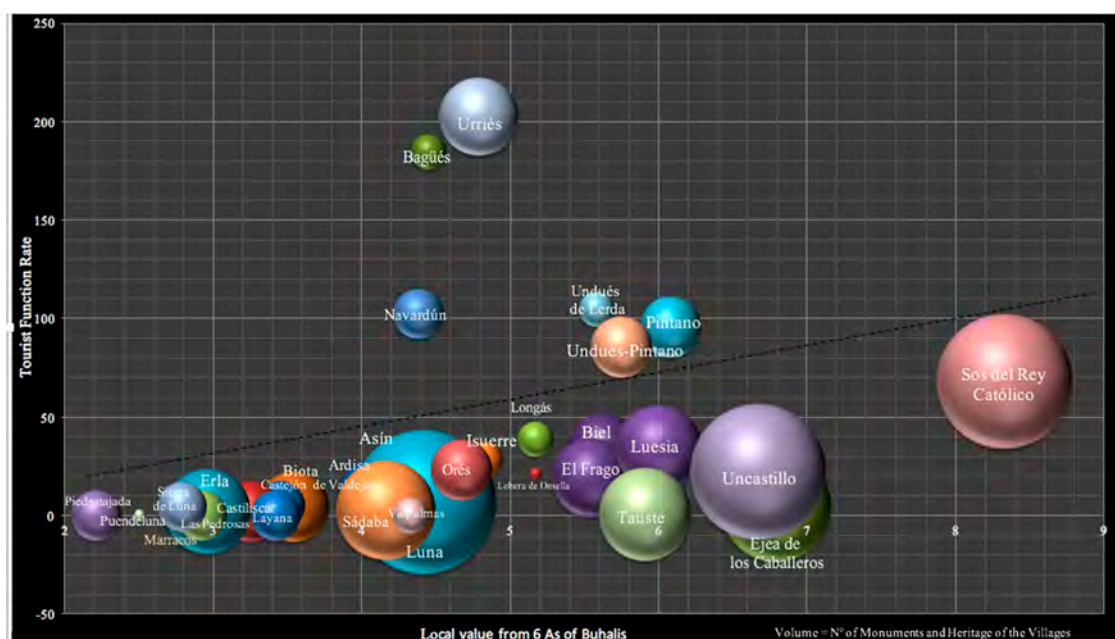 250
200
150
100
50
0
-50
Tourist Function Rate
Urriés
Bagüés
Navardún
Undués
de Lerda
Pintano
Undues-Pintano
Sos del Rey
Católico
Longás
Asín
Isuerre
Biel
Luesia
Ardisa
Orés
El Frago
Lobera de Onsella
Uncastillo
Erla
Biota
Castejón
de Valdejasa
Piedratajada
Sierra
de Luna
Castiliscar
Puendeluna
Las Pedrosas
Layana
Sádaba
Valpalmas
Tauste
Marracos
Luna
Ejea de
los Caballeros
2 3 4 5 6 7 8 9
Local value from 6 As of Buhalis
Volume = Nº of Monuments and Heritage of the Villages